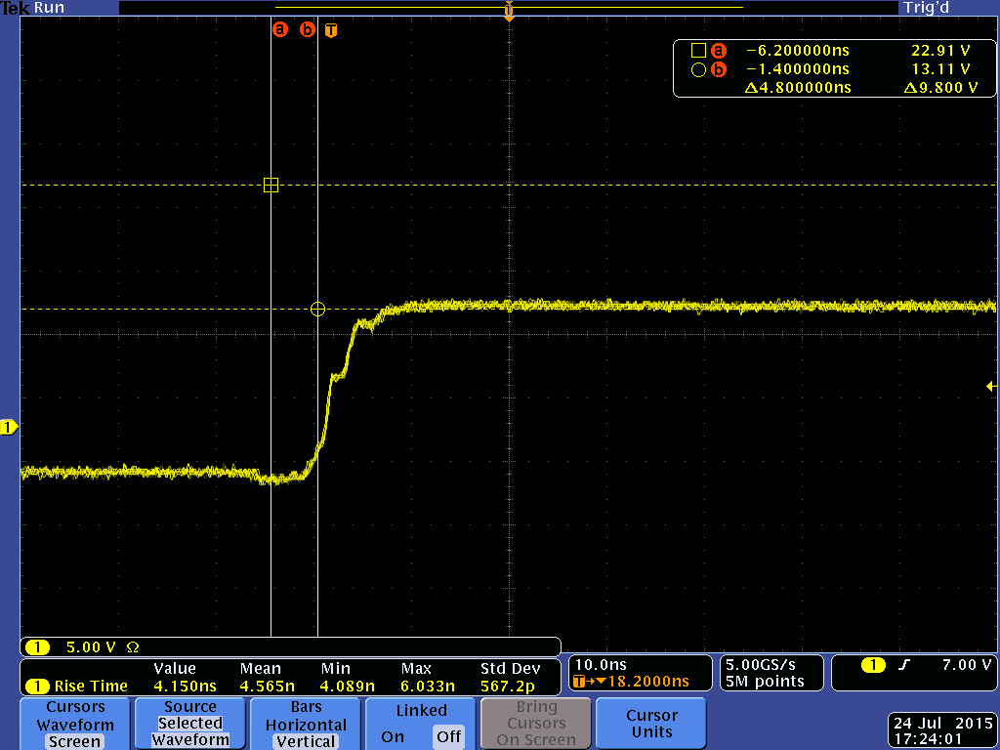 Tek Run Trig'd
T
a b T
a −6.200000ns 22.91 V
b −1.400000ns 13.11 V
Δ4.800000ns Δ9.800 V
1
1 5.00 V Ω
Value Mean Min Max Std Dev
1 Rise Time 4.150ns 4.565n 4.089n 6.033n 567.2p
10.0ns
T→▼18.2000ns
5.00GS/s
5M points
1 7.00 V
Cursors
Waveform
Screen
Source
Selected
Waveform
Bars
Horizontal
Vertical
Linked
On Off
Bring
Cursors
On Screen
Cursor
Units
24 Jul 2015
17:24:01